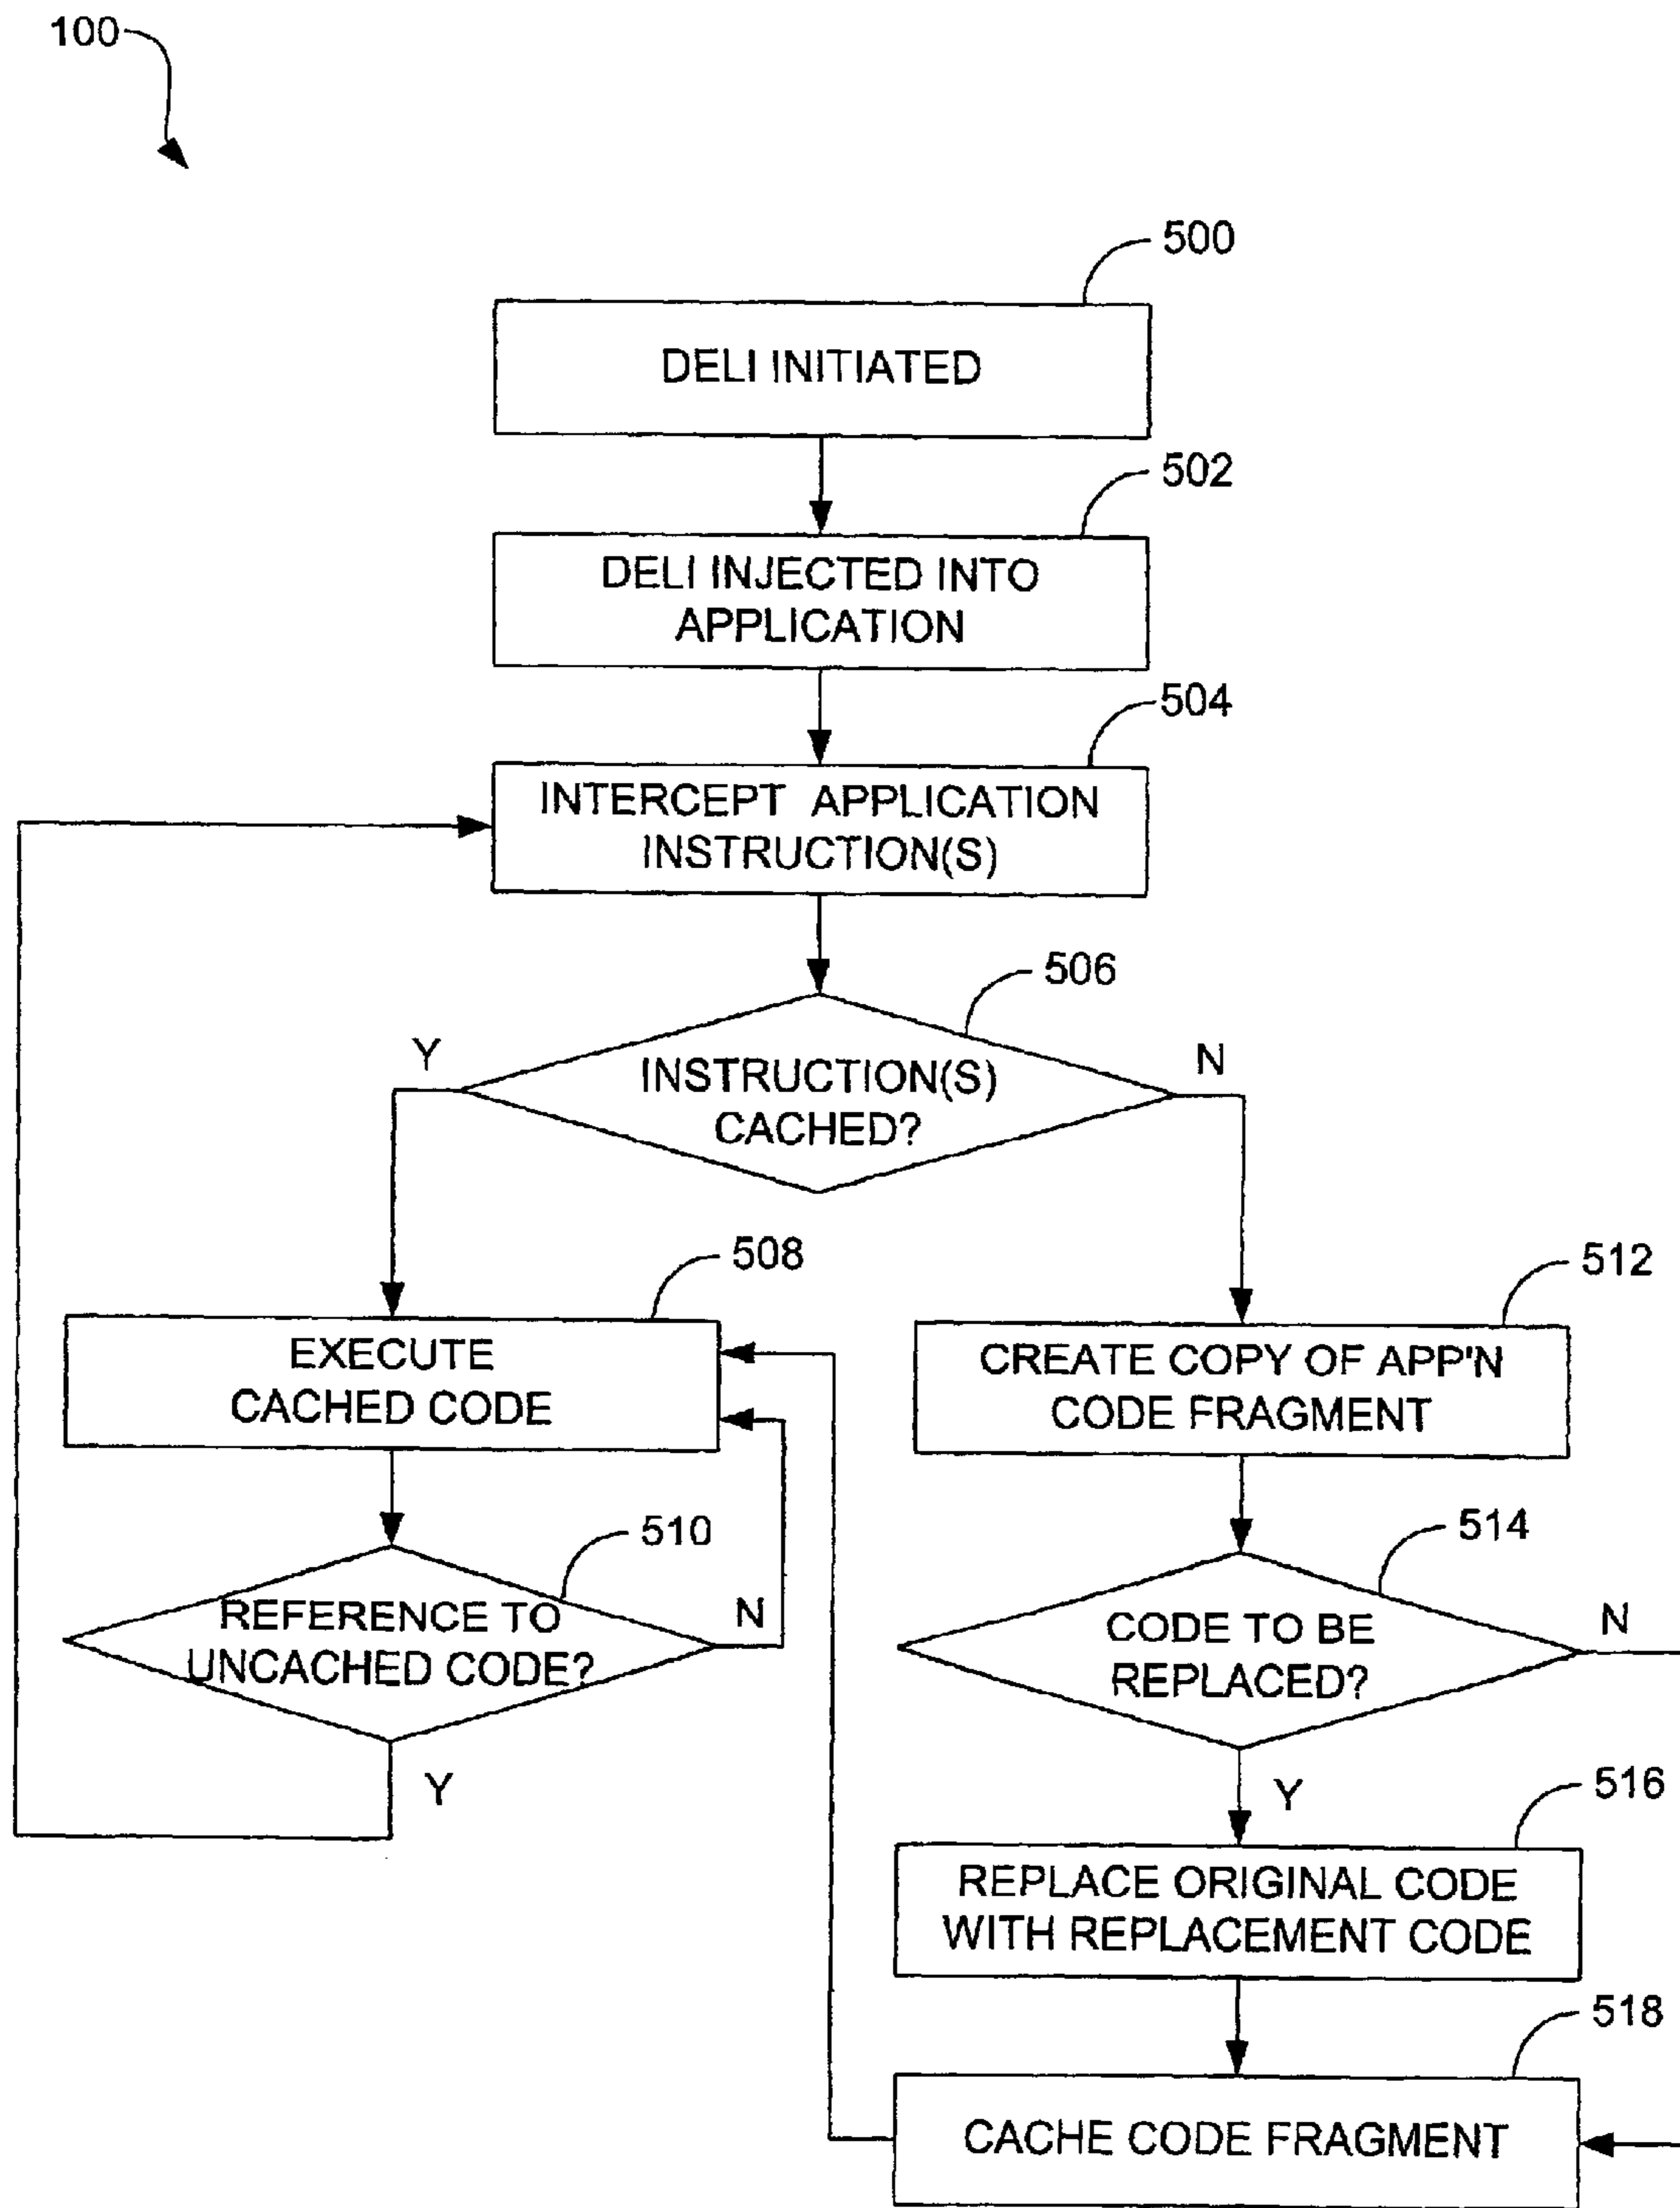 100
500
DELI INITIATED
502
DELI INJECTED INTO
APPLICATION
504
INTERCEPT APPLICATION
INSTRUCTION(S)
506
Y
INSTRUCTION(S)
CACHED?
N
508
EXECUTE
CACHED CODE
512
CREATE COPY OF APP'N
CODE FRAGMENT
510
REFERENCE TO
UNCACHED CODE?
N
Y
514
CODE TO BE
REPLACED?
N
Y
516
REPLACE ORIGINAL CODE
WITH REPLACEMENT CODE
518
CACHE CODE FRAGMENT